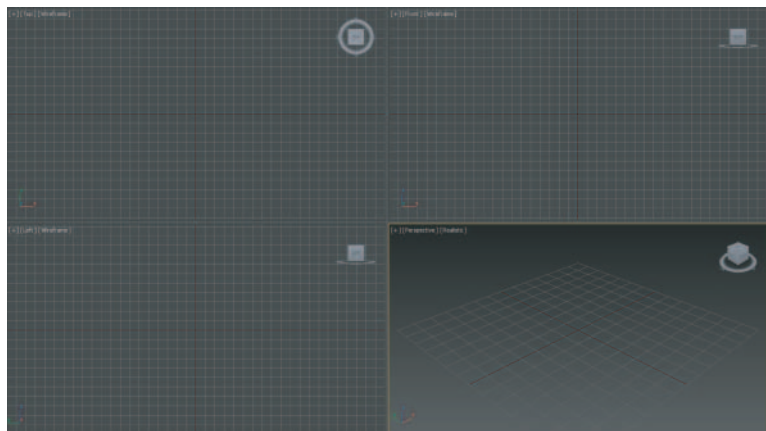 [+][Top][Wireframe]
[+][Front][Wireframe]
[+][Left][Wireframe]
[+][Perspective][Realistic]